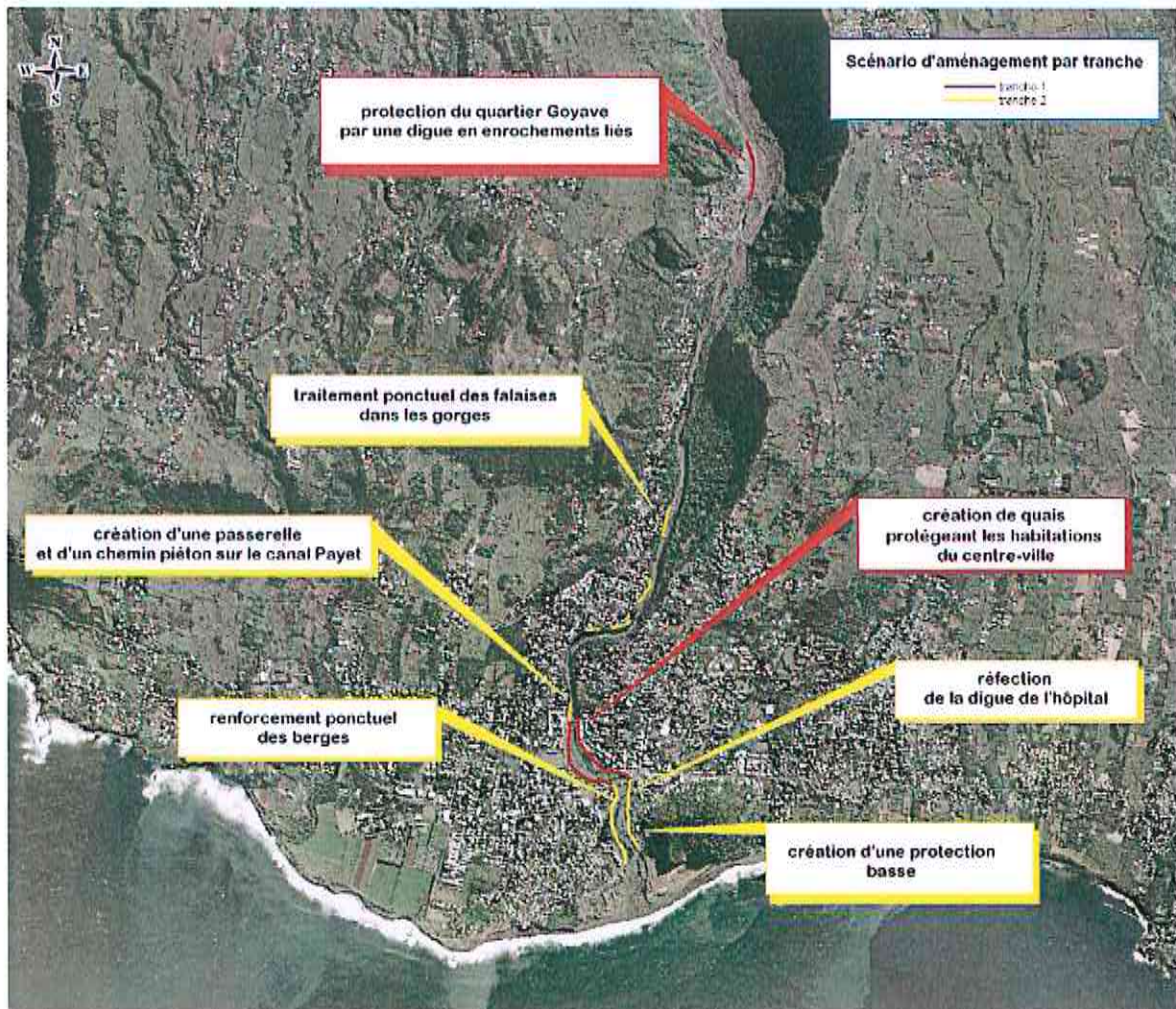 N
W E
S
Scénario d'aménagement par tranche
tranche 1
tranche 2
protection du quartier Goyave
par une digue en enrochements liés
traitement ponctuel des falaises
dans les gorges
création d'une passerelle
et d'un chemin piéton sur le canal Payet
création de quais
protégeant les habitations
du centre-ville
renforcement ponctuel
des berges
réfection
de la digue de l'hôpital
création d'une protection
basse